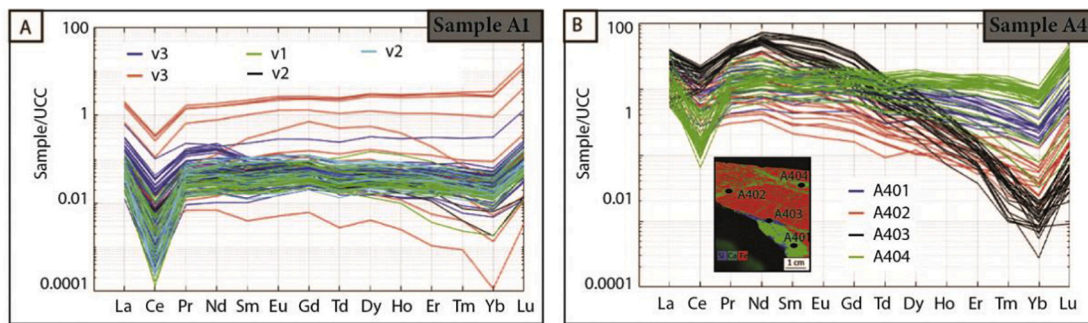 A
Sample A1
100
1
0.01
0.0001
Sample/UCC
v3 v1 v2
v3 v2
La Ce Pr Nd Sm Eu Gd Td Dy Ho Er Tm Yb Lu
B
Sample A4
100
1
0.01
0.0001
Sample/UCC
A404
A402
A403
A401
Si Ca Fe
1 cm
A401
A402
A403
A404
La Ce Pr Nd Sm Eu Gd Td Dy Ho Er Tm Yb Lu